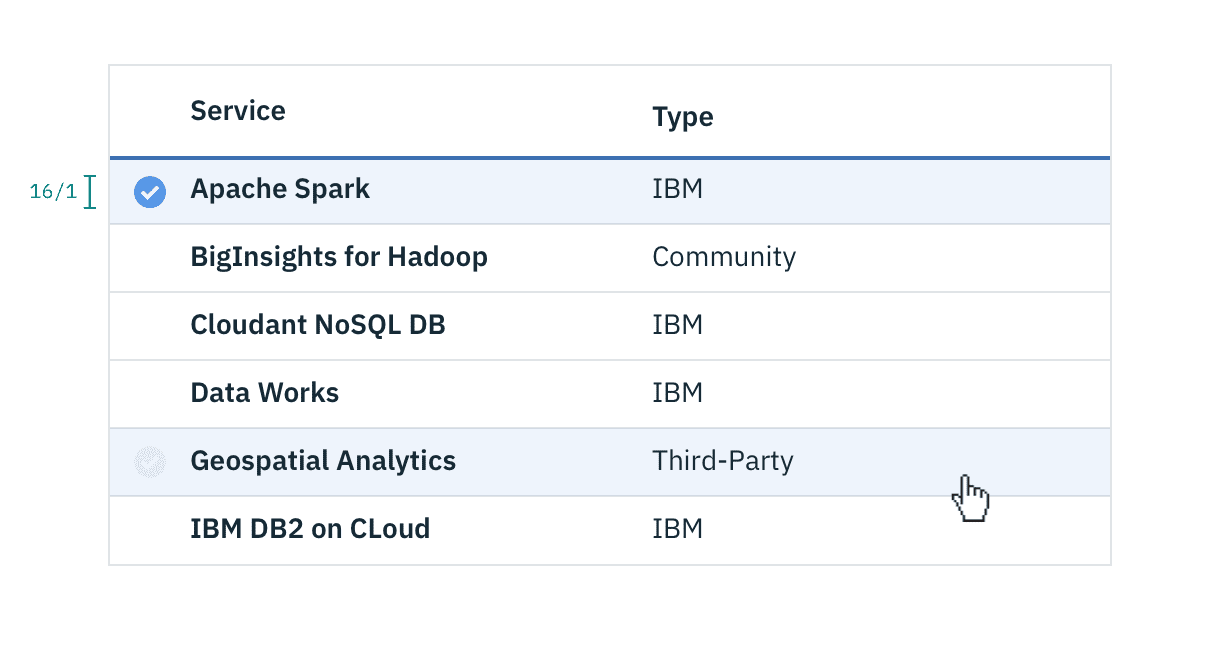 Service Type
16/1 Apache Spark IBM
BigInsights for Hadoop Community
Cloudant NoSQL DB IBM
Data Works IBM
Geospatial Analytics Third-Party
IBM DB2 on CLoud IBM